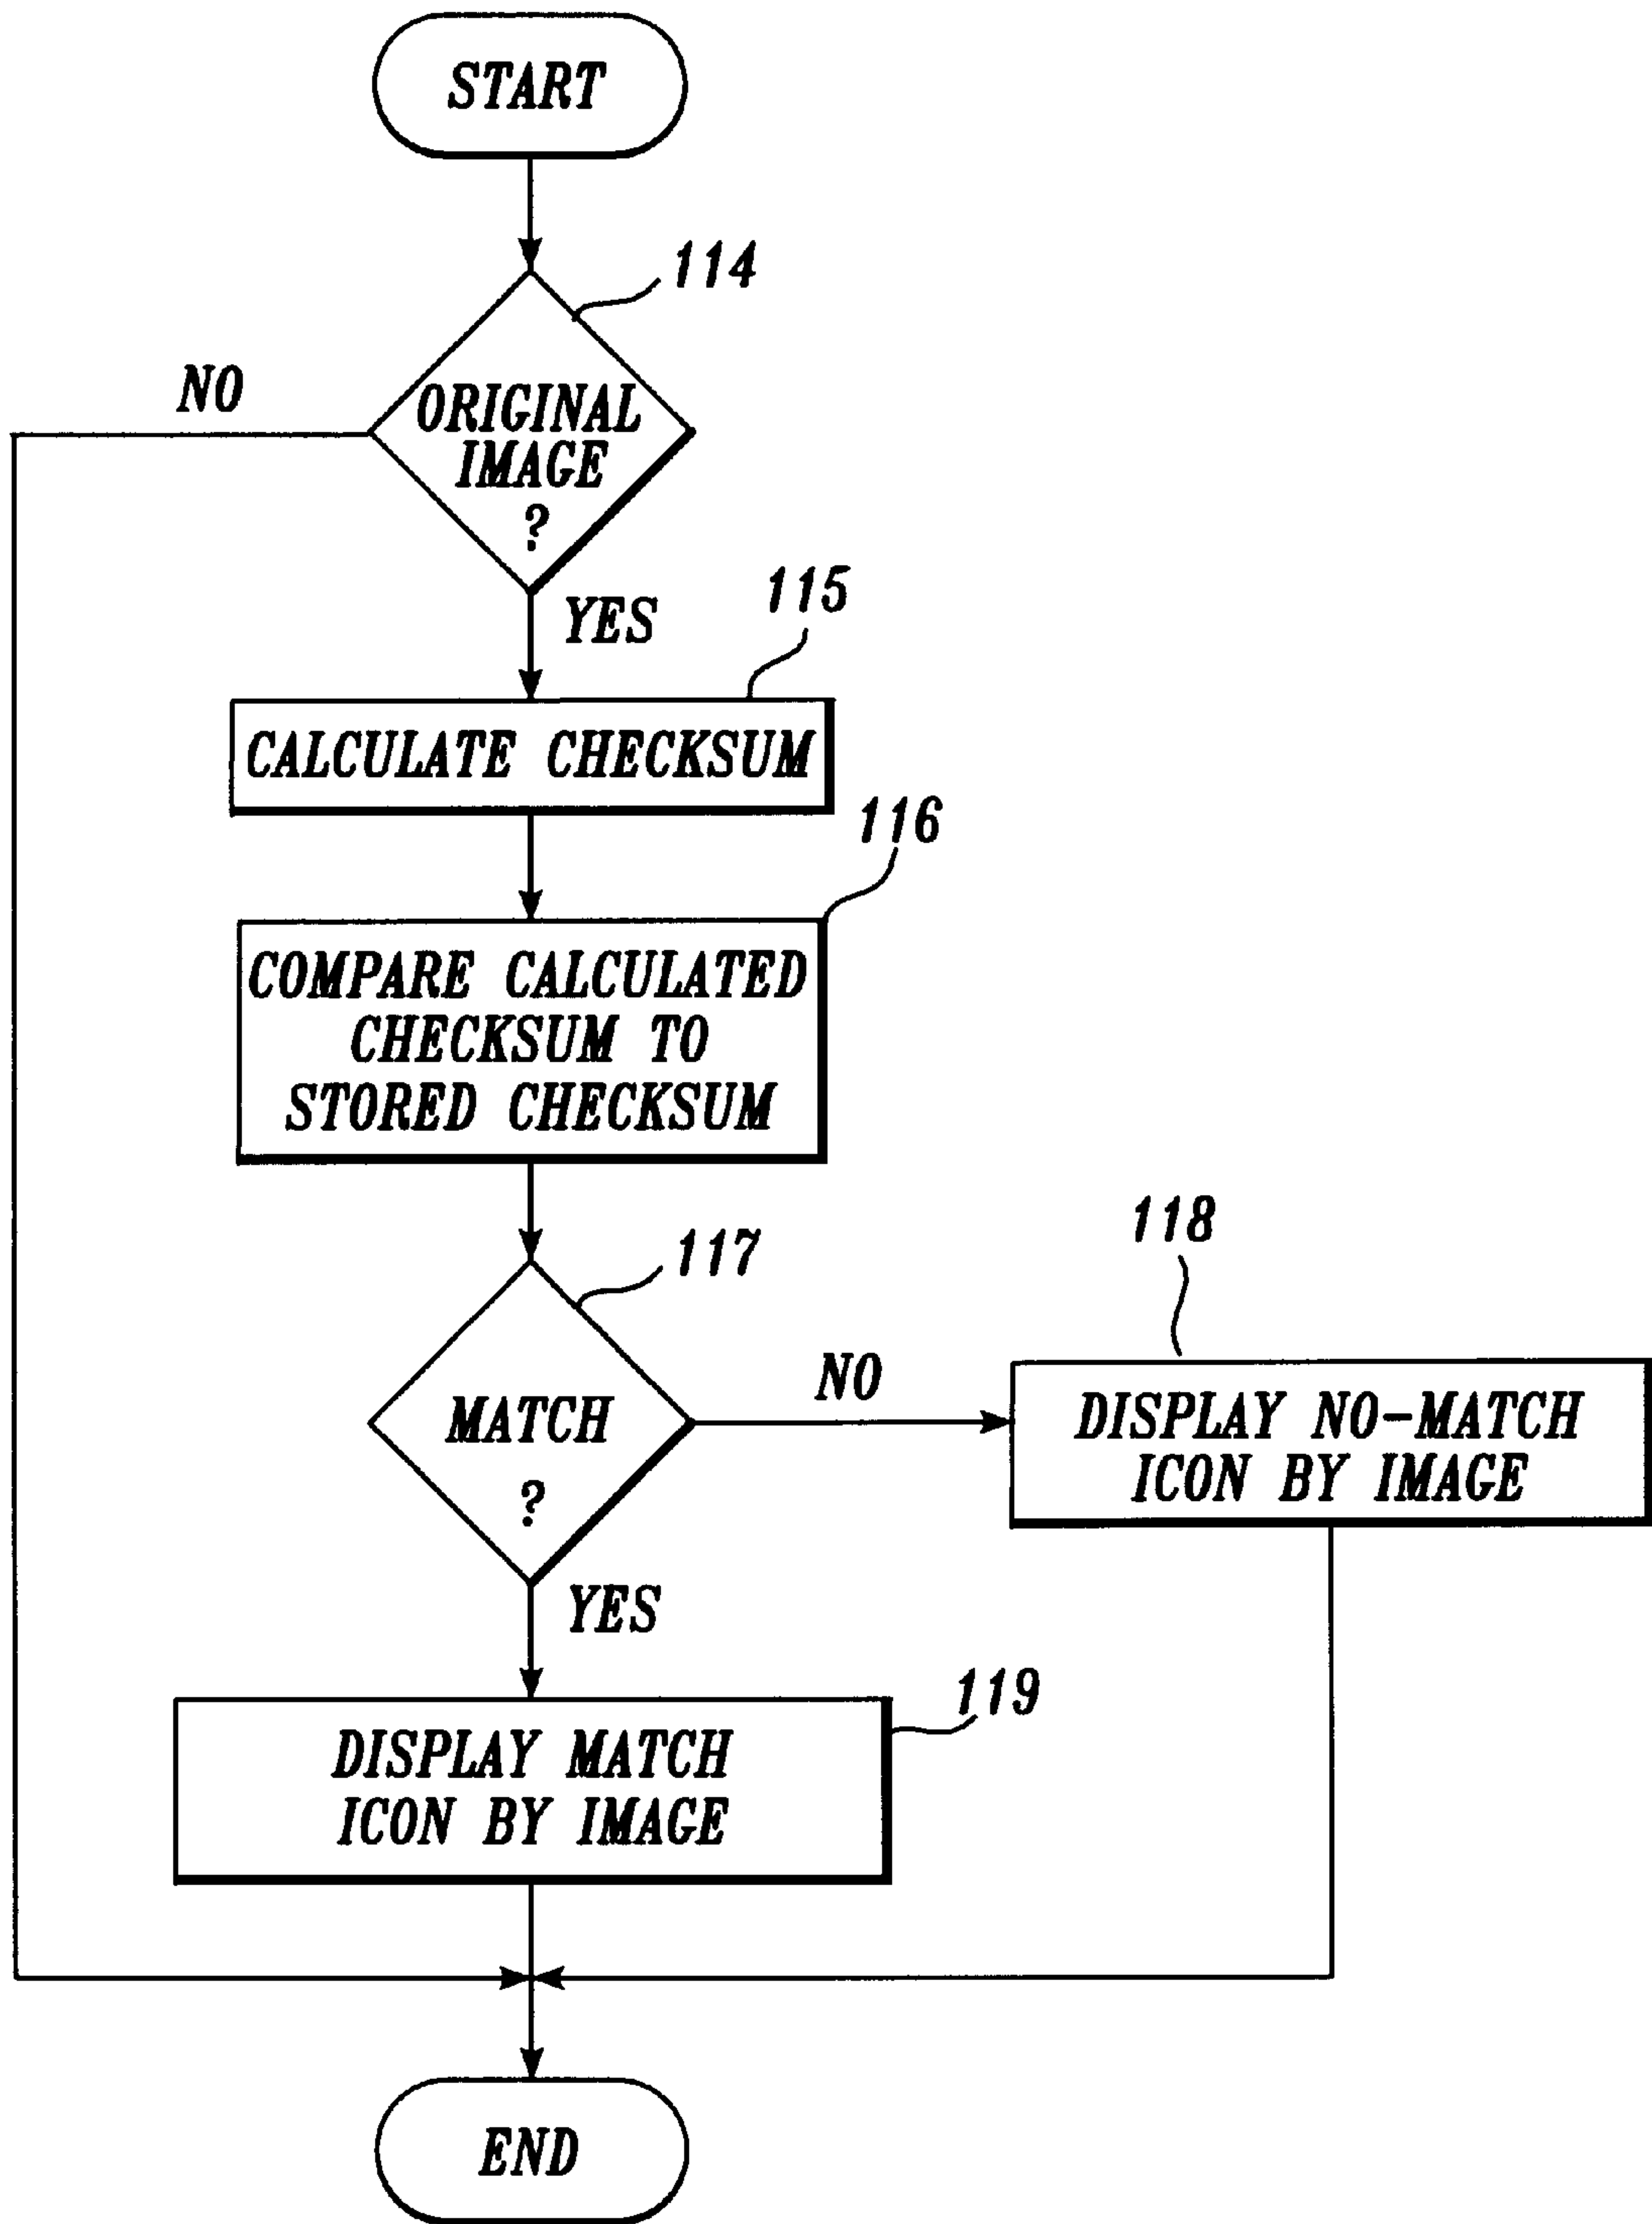 START
114
NO
ORIGINAL
IMAGE
?
YES
115
CALCULATE CHECKSUM
116
COMPARE CALCULATED
CHECKSUM TO
STORED CHECKSUM
117
118
MATCH
?
NO
DISPLAY NO-MATCH
ICON BY IMAGE
YES
119
DISPLAY MATCH
ICON BY IMAGE
END